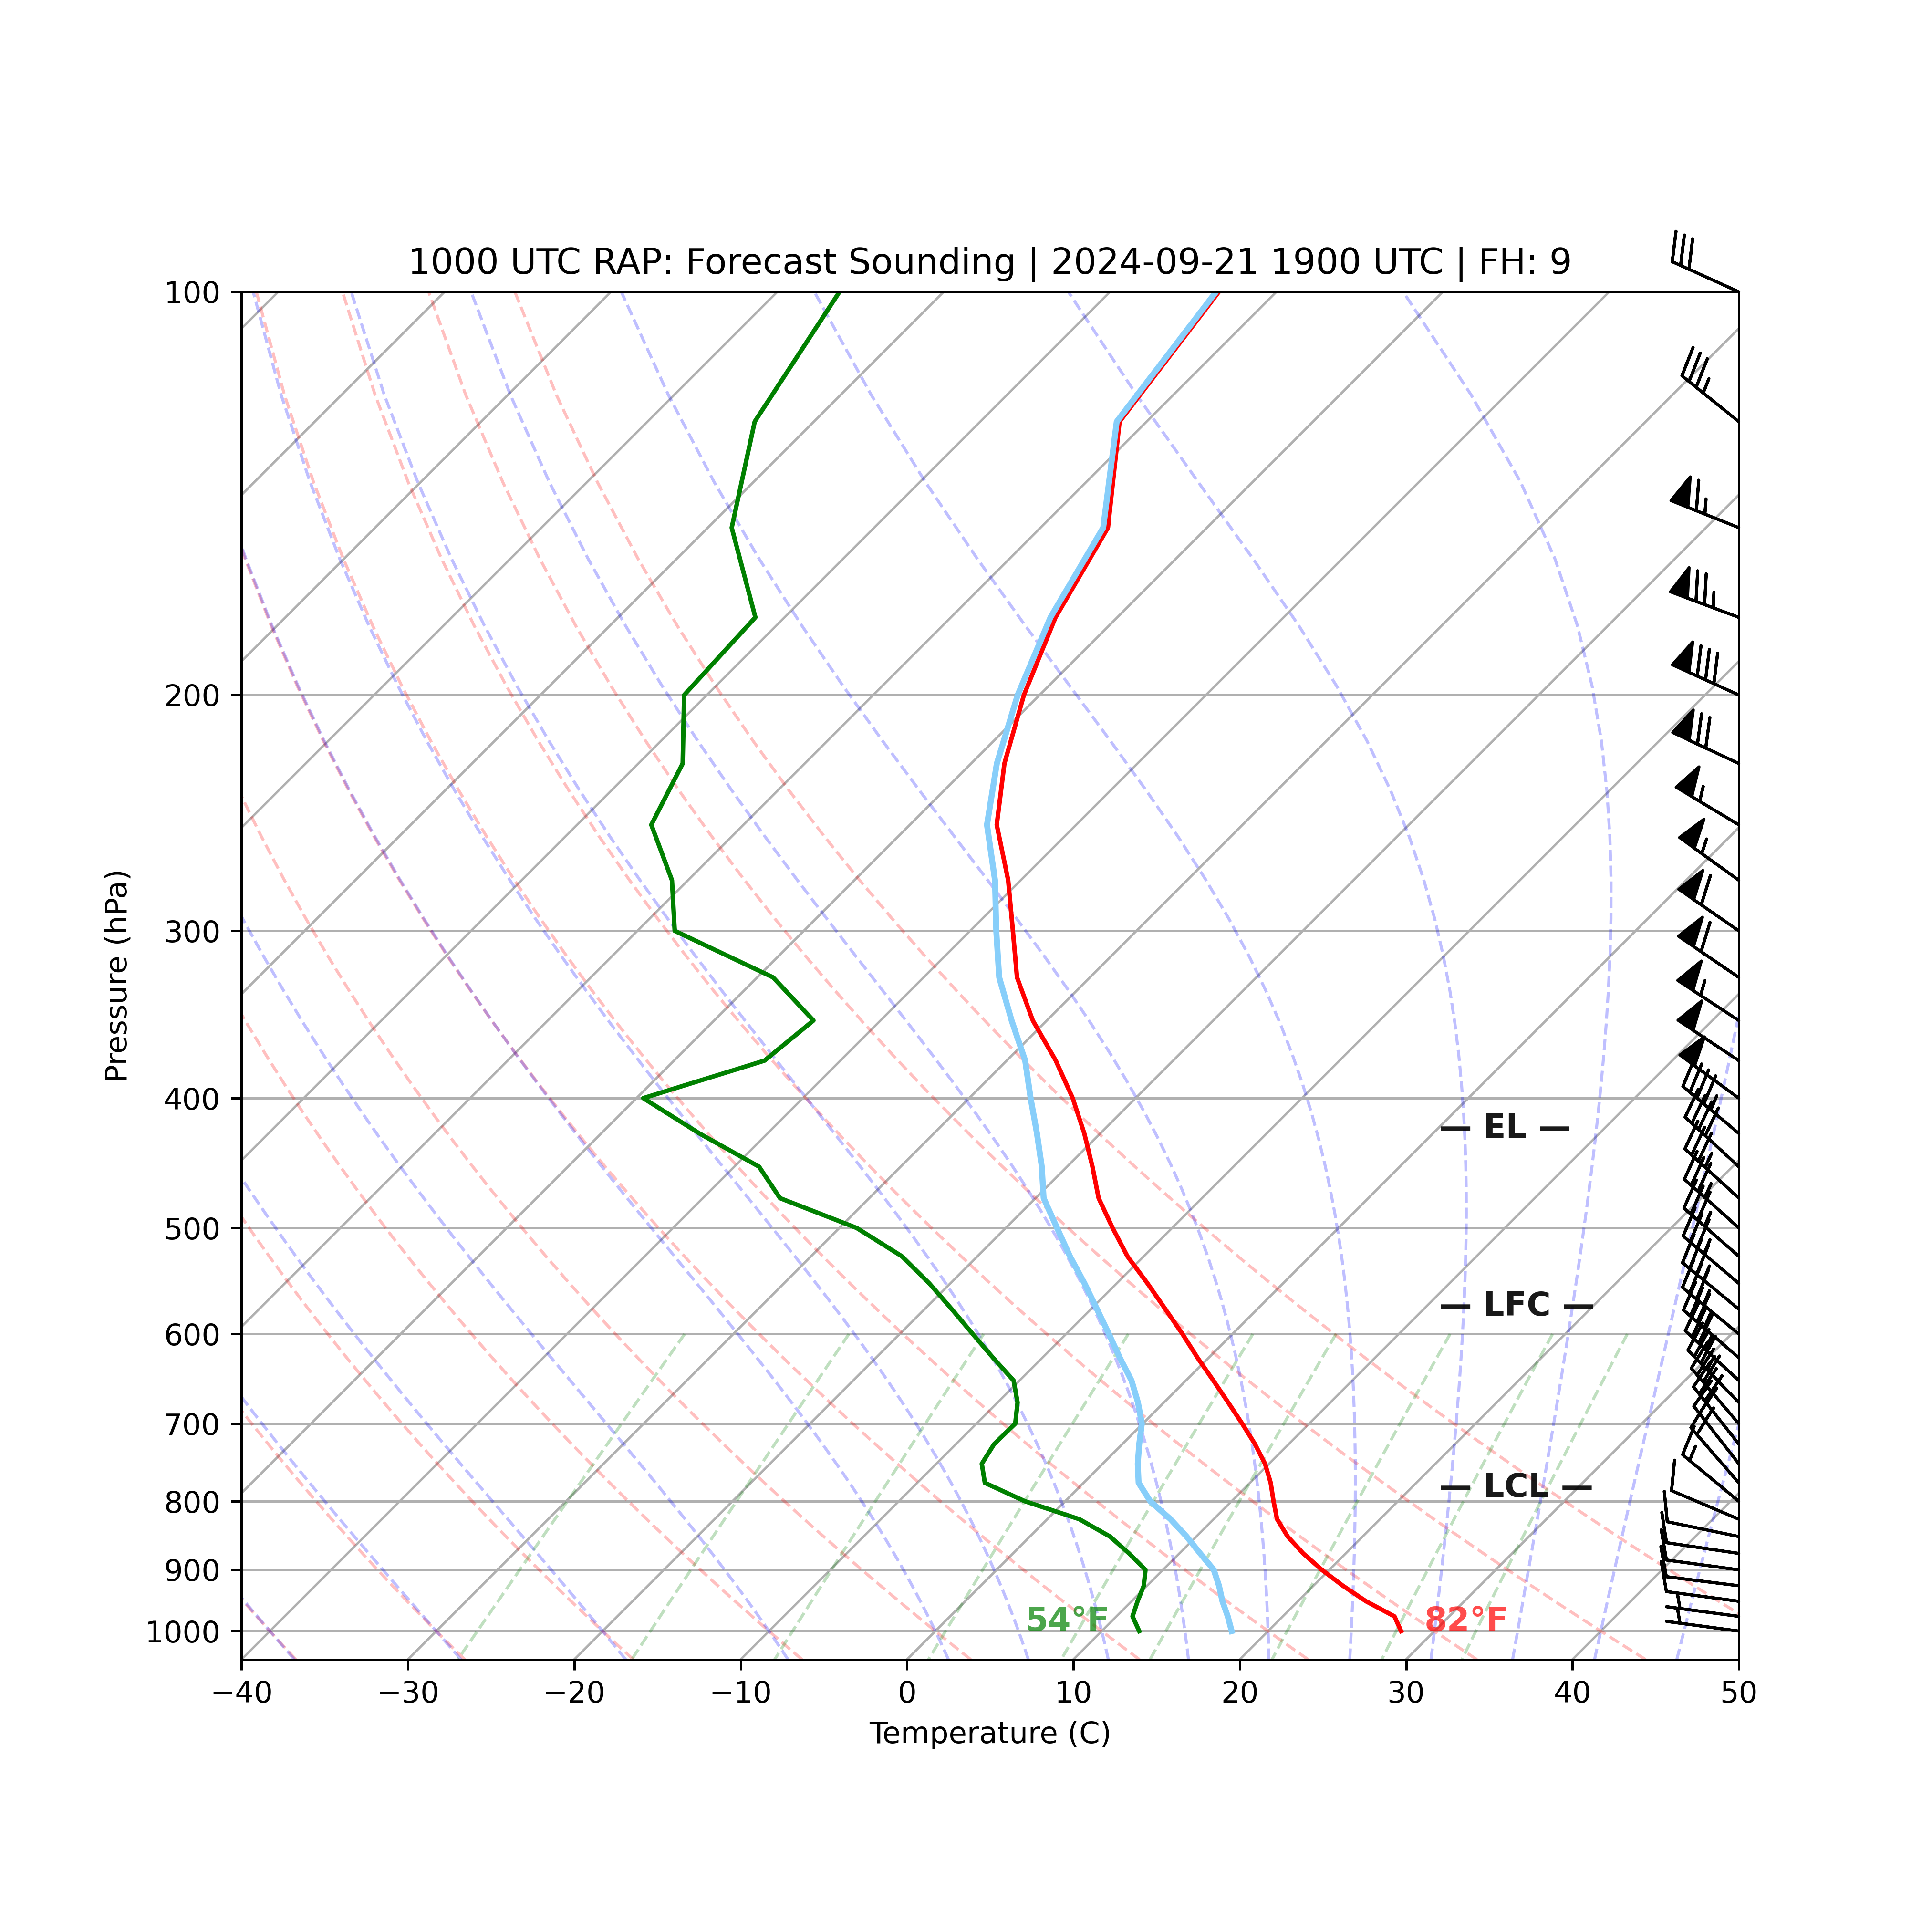 1000 UTC RAP: Forecast Sounding | 2024-09-21 1900 UTC | FH: 9
100
200
300
400
500
600
700
800
900
1000
Pressure (hPa)
— EL —
— LFC —
— LCL —
54°F
82°F
−40 −30 −20 −10 0 10 20 30 40 50
Temperature (C)